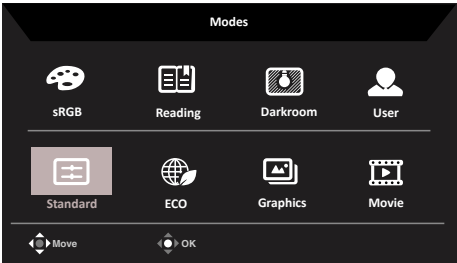 Modes
sRGB Reading Darkroom User
Standard ECO Graphics Movie
Move OK